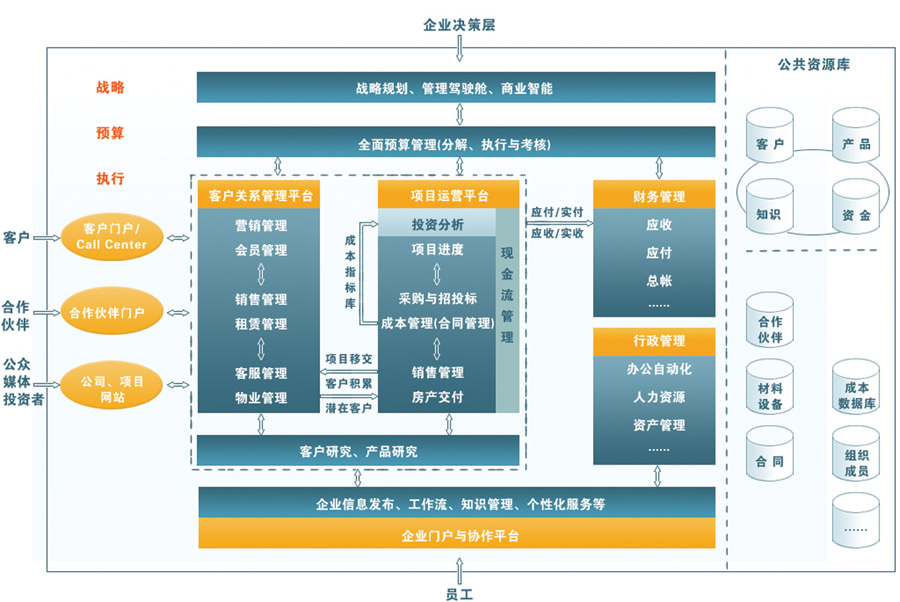 企业决策层
战略
预算
执行
战略规划、管理驾驶舱、商业智能
全面预算管理(分解、执行与考核)
客户
客户门户/
Call Center
合作
伙伴
合作伙伴门户
公众
媒体
投资者
公司、项目
网站
客户关系管理平台
营销管理
会员管理
销售管理
租赁管理
客服管理
物业管理
成本指标库
项目移交
客户积累
潜在客户
项目运营平台
投资分析
项目进度
采购与招投标
成本管理(合同管理)
销售管理
房产交付
现金流管理
应付/实付
应收/实收
财务管理
应收
应付
总帐
......
行政管理
办公自动化
人力资源
资产管理
......
客户研究、产品研究
企业信息发布、工作流、知识管理、个性化服务等
企业门户与协作平台
员工
公共资源库
客户
产品
知识
资金
合作
伙伴
材料
设备
成本
数据库
合同
组织
成员
......